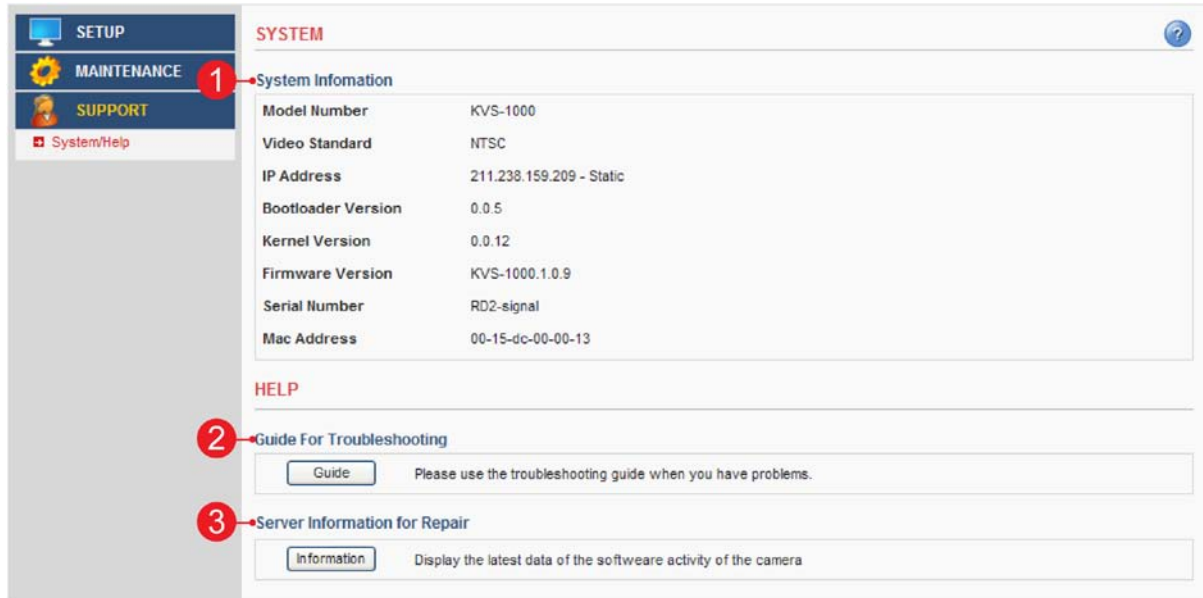 SETUP
MAINTENANCE
SUPPORT
System/Help
SYSTEM
?
1
System Infomation
Model Number KVS-1000
Video Standard NTSC
IP Address 211.238.159.209 - Static
Bootloader Version 0.0.5
Kernel Version 0.0.12
Firmware Version KVS-1000.1.0.9
Serial Number RD2-signal
Mac Address 00-15-dc-00-00-13
HELP
2
Guide For Troubleshooting
Guide Please use the troubleshooting guide when you have problems.
3
Server Information for Repair
Information Display the latest data of the softweare activity of the camera